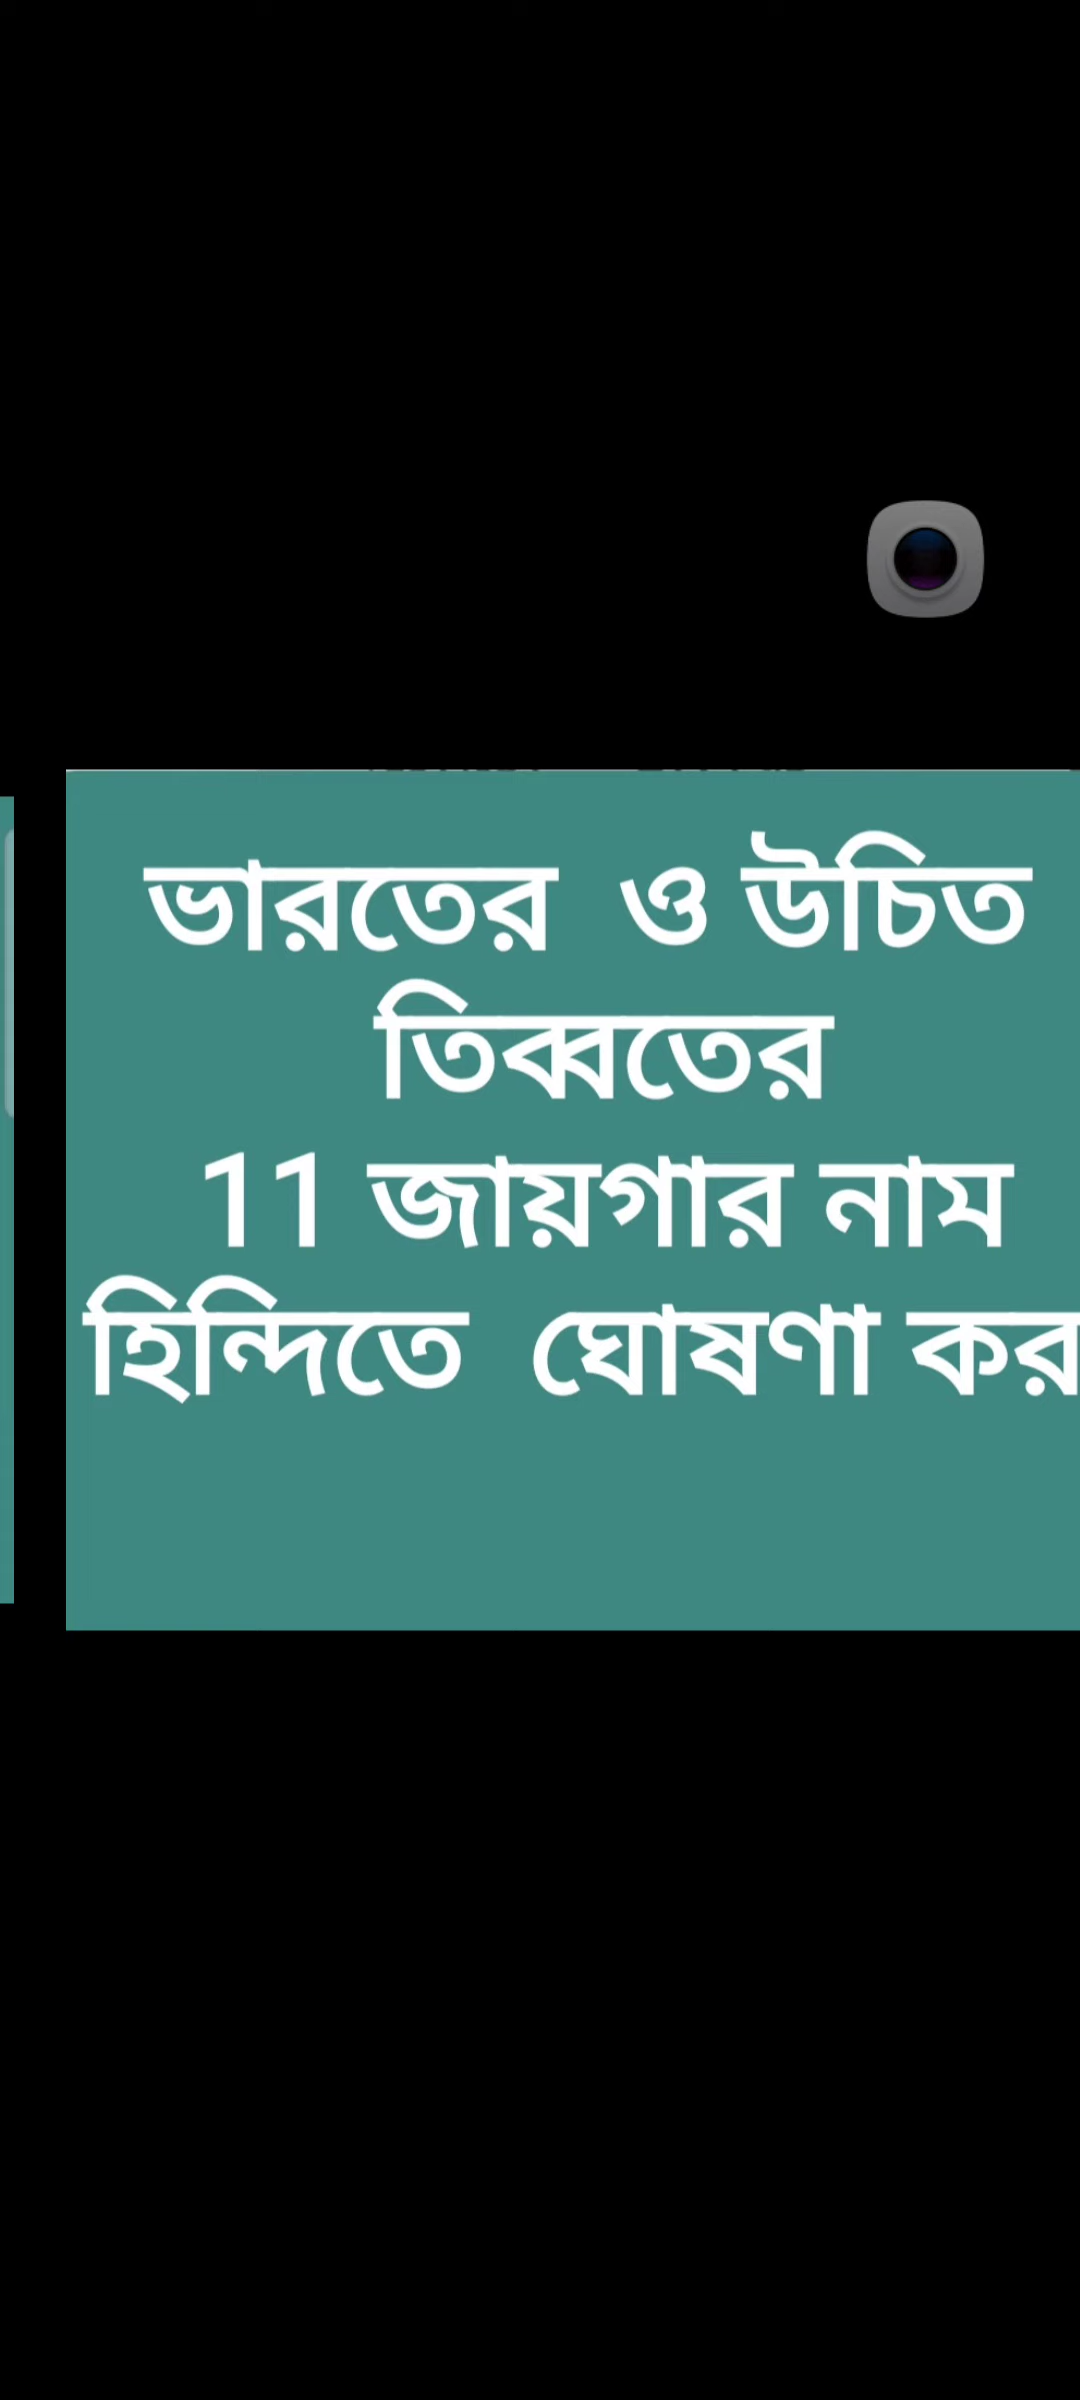 ভারতের ও উচিত
তিব্বতের
11 জায়গার নাম
হিন্দিতে ঘোষণা কর